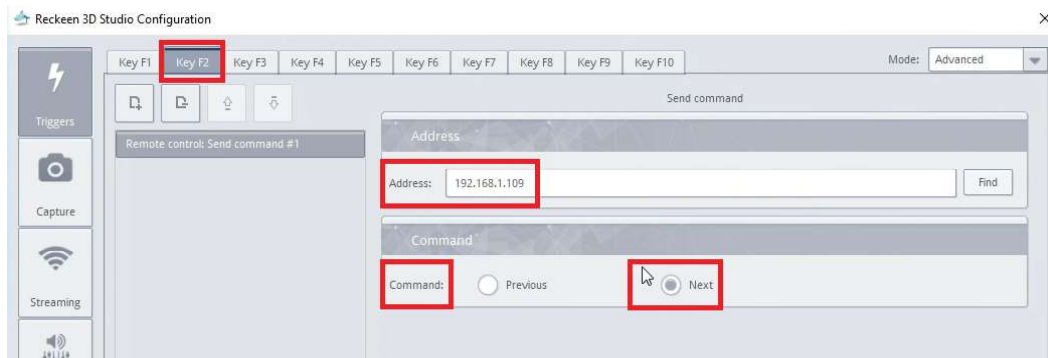 Reckeen 3D Studio Configuration
Key F1 Key F2 Key F3 Key F4 Key F5 Key F6 Key F7 Key F8 Key F9 Key F10 Mode: Advanced
Triggers
Send command
Remote control: Send command #1
Address
Address: 192.168.1.109 Find
Capture
Command
Command: Previous Next
Streaming